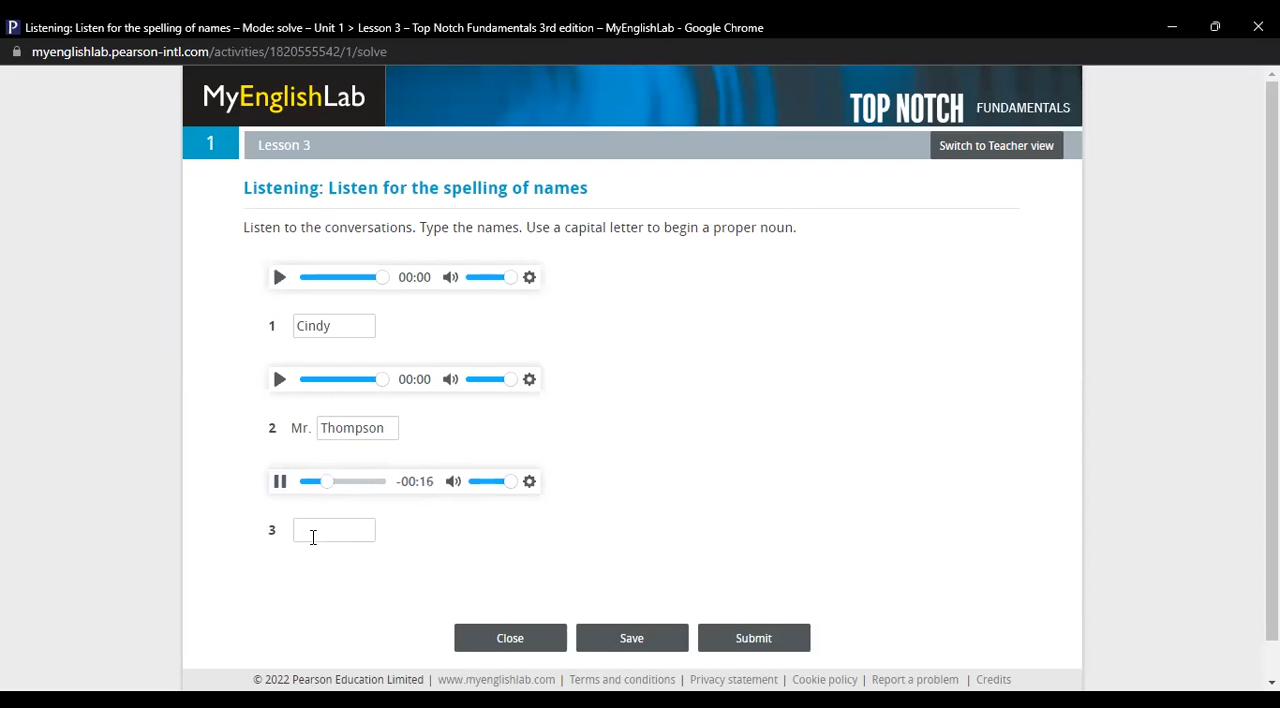 Listening: Listen for the spelling of names – Mode: solve – Unit 1 > Lesson 3 – Top Notch Fundamentals 3rd edition – MyEnglishLab - Google Chrome
myenglishlab.pearson-intl.com/activities/1820555542/1/solve
MyEnglishLab TOP NOTCH FUNDAMENTALS
1 Lesson 3 Switch to Teacher view
Listening: Listen for the spelling of names
Listen to the conversations. Type the names. Use a capital letter to begin a proper noun.
00:00
1 Cindy
00:00
2 Mr. Thompson
-00:16
3
Close Save Submit
© 2022 Pearson Education Limited | www.myenglishlab.com | Terms and conditions | Privacy statement | Cookie policy | Report a problem | Credits